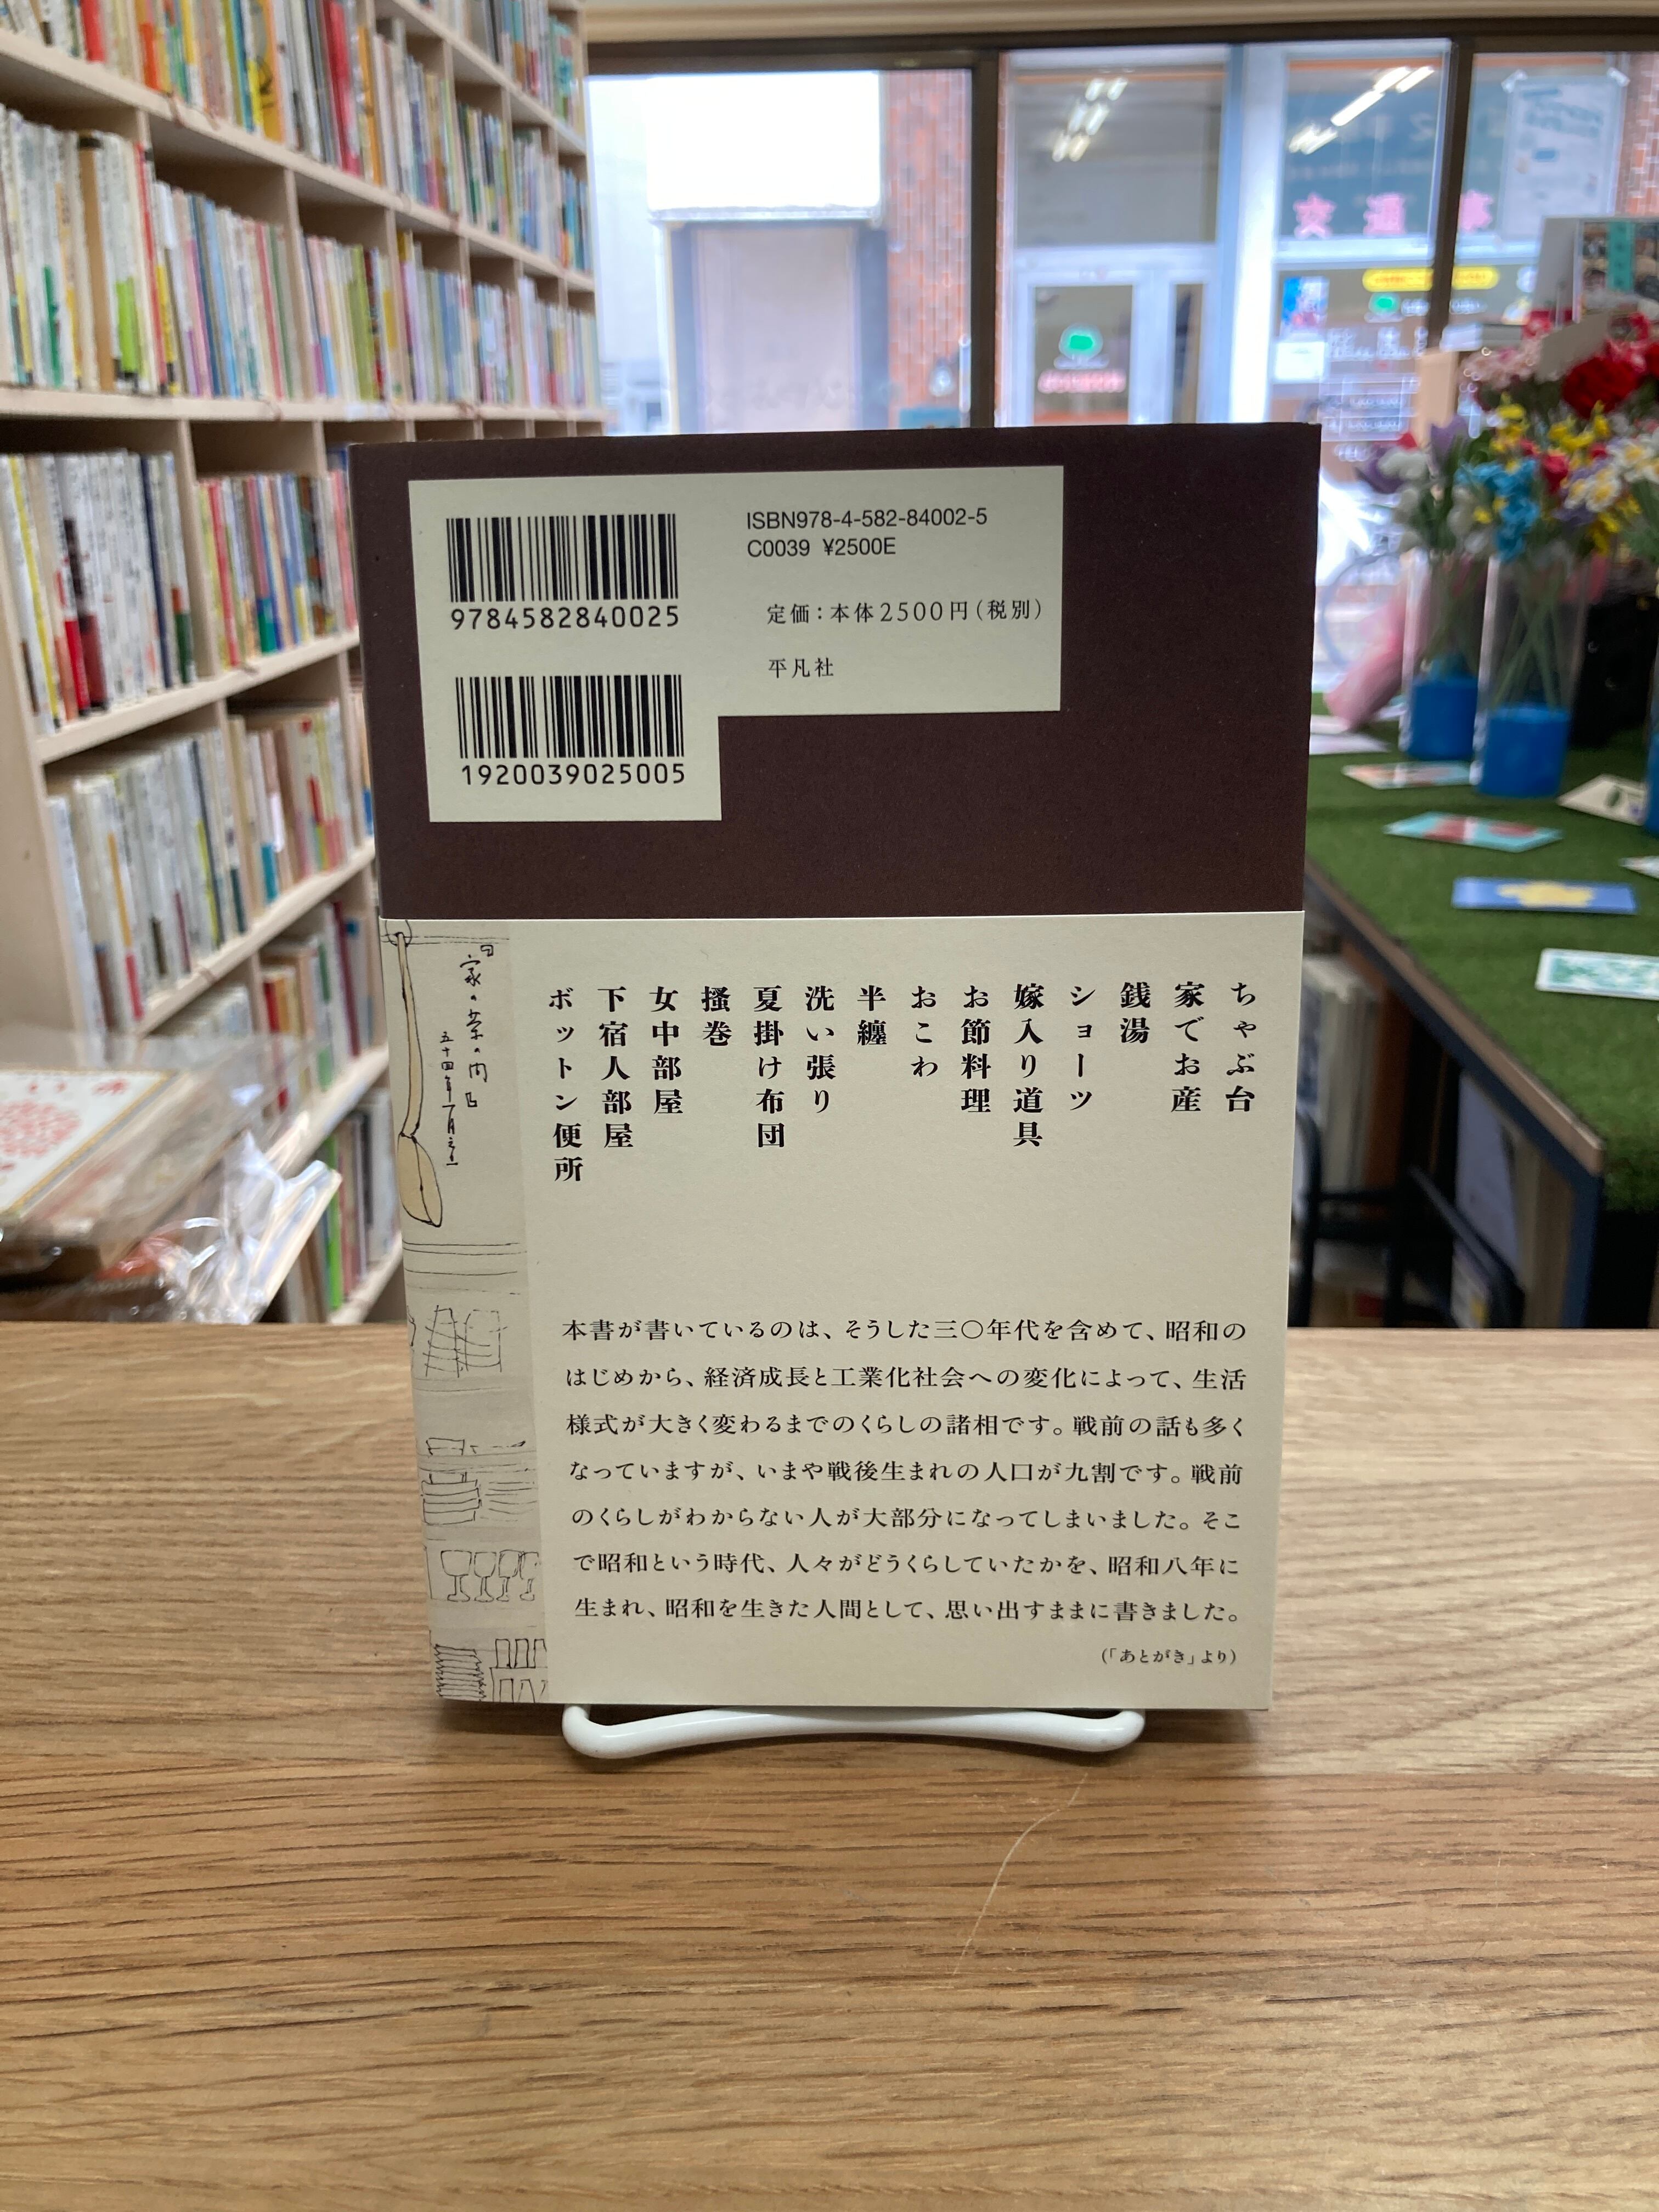 ISBN978-4-582-84002-5
C0039 ¥2500E
9784582840025
定価：本体2500円（税別）
平凡社
1920039025005
ちゃぶ台
家でお産
銭湯
ショーツ
嫁入り道具
お節料理
おこわ
半纏
洗い張り
夏掛け布団
掻巻
女中部屋
下宿人部屋
ボットン便所
本書が書いているのは、そうした三〇年代を含めて、昭和の
はじめから、経済成長と工業化社会への変化によって、生活
様式が大きく変わるまでのくらしの諸相です。戦前の話も多く
なっていますが、いまや戦後生まれの人口が九割です。戦前
のくらしがわからない人が大部分になってしまいました。そこ
で昭和という時代、人々がどうくらしていたかを、昭和八年に
生まれ、昭和を生きた人間として、思い出すままに書きました。
（「あとがき」より）